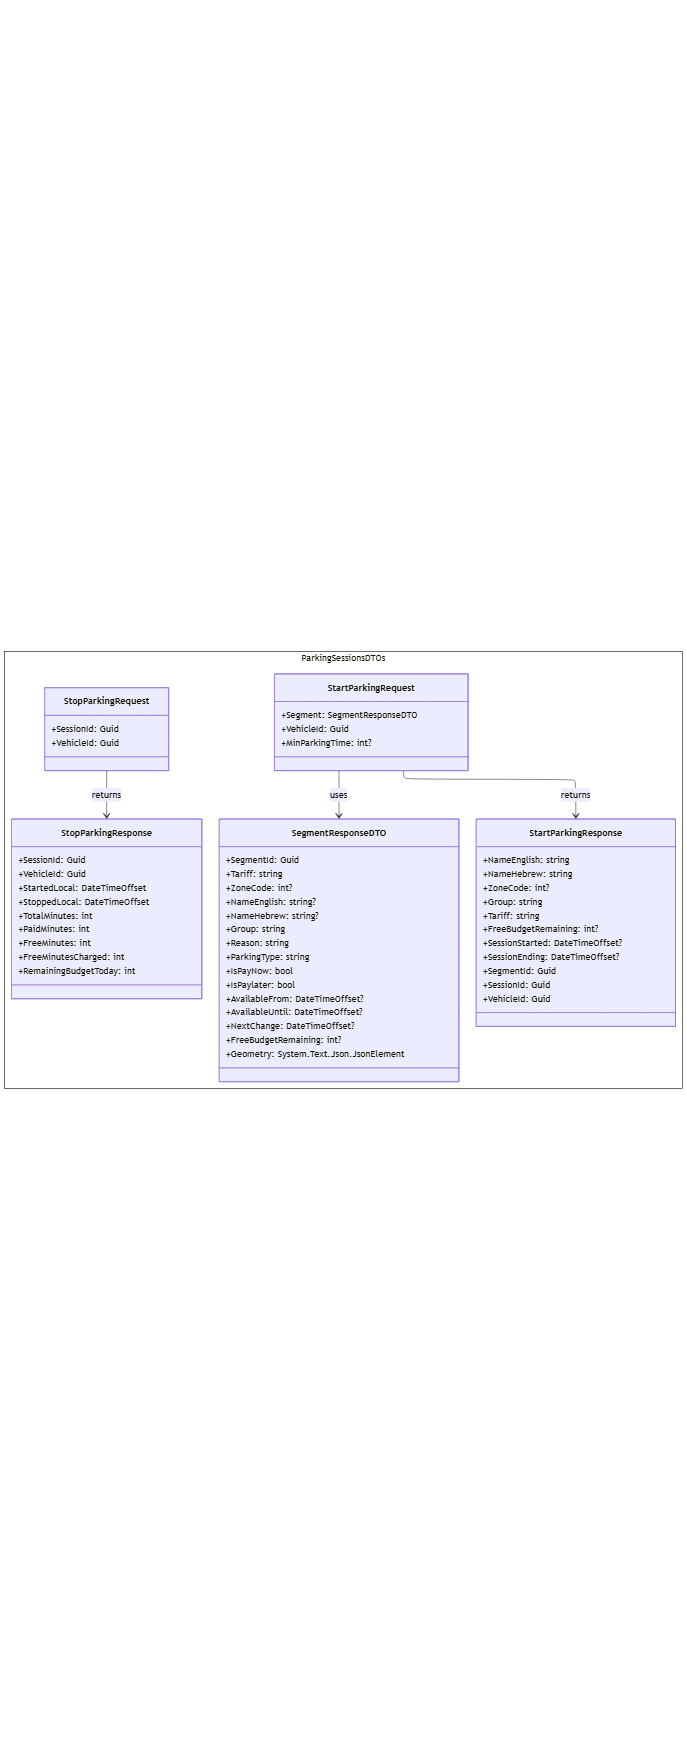 ParkingSessionsDTOs
StopParkingRequest
+SessionId: Guid
+VehicleId: Guid
StartParkingRequest
+Segment: SegmentResponseDTO
+VehicleId: Guid
+MinParkingTime: int?
returns
uses
returns
StopParkingResponse
+SessionId: Guid
+VehicleId: Guid
+StartedLocal: DateTimeOffset
+StoppedLocal: DateTimeOffset
+TotalMinutes: int
+PaidMinutes: int
+FreeMinutes: int
+FreeMinutesCharged: int
+RemainingBudgetToday: int
SegmentResponseDTO
+SegmentId: Guid
+Tariff: string
+ZoneCode: int?
+NameEnglish: string?
+NameHebrew: string?
+Group: string
+Reason: string
+ParkingType: string
+IsPayNow: bool
+IsPaylater: bool
+AvailableFrom: DateTimeOffset?
+AvailableUntil: DateTimeOffset?
+NextChange: DateTimeOffset?
+FreeBudgetRemaining: int?
+Geometry: System.Text.Json.JsonElement
StartParkingResponse
+NameEnglish: string
+NameHebrew: string
+ZoneCode: int?
+Group: string
+Tariff: string
+FreeBudgetRemaining: int?
+SessionStarted: DateTimeOffset?
+SessionEnding: DateTimeOffset?
+SegmentId: Guid
+SessionId: Guid
+VehicleId: Guid